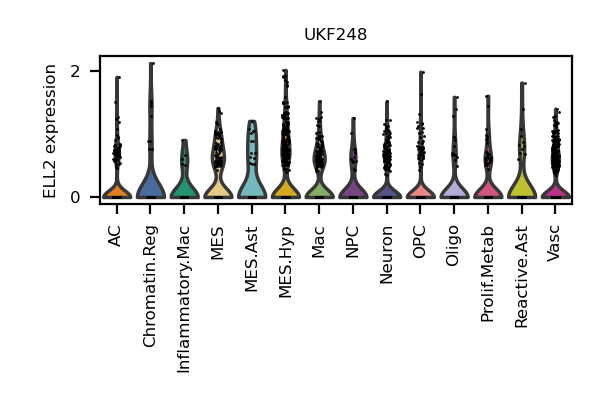 UKF248
ELL2 expression
2
0
AC
Chromatin.Reg
Inflammatory.Mac
MES
MES.Ast
MES.Hyp
Mac
NPC
Neuron
OPC
Oligo
Prolif.Metab
Reactive.Ast
Vasc